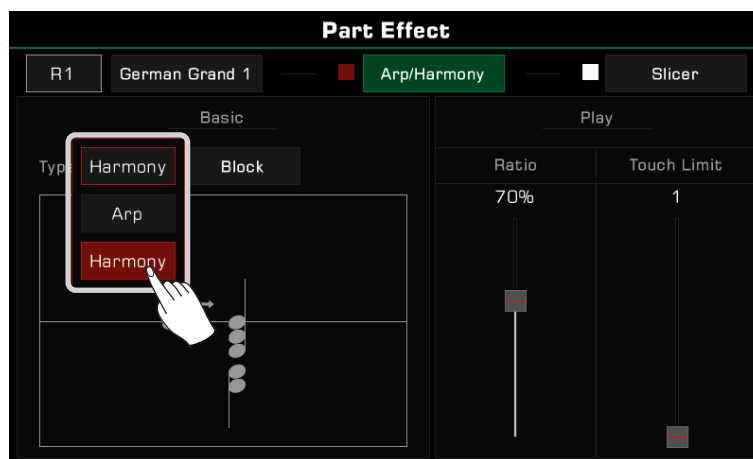 Part Effect
R1 German Grand 1 Arp/Harmony Slicer
Basic Play
Typ Harmony Block Ratio Touch Limit
70% 1
Arp
Harmony